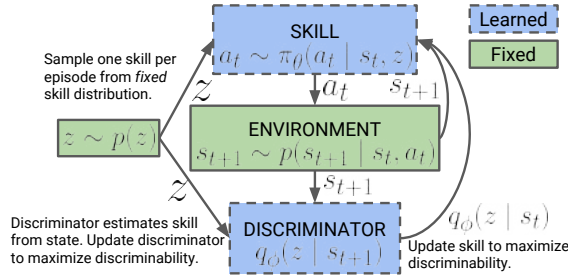 SKILL
a_t ~ π_θ(a_t | s_t, z)
Learned
Fixed
Sample one skill per
episode from fixed
skill distribution.
z
a_t
s_{t+1}
z ~ p(z)
ENVIRONMENT
s_{t+1} ~ p(s_{t+1} | s_t, a_t)
z
s_{t+1}
Discriminator estimates skill
from state. Update discriminator
to maximize discriminability.
DISCRIMINATOR
q_ϕ(z | s_{t+1})
q_ϕ(z | s_t)
Update skill to maximize
discriminability.